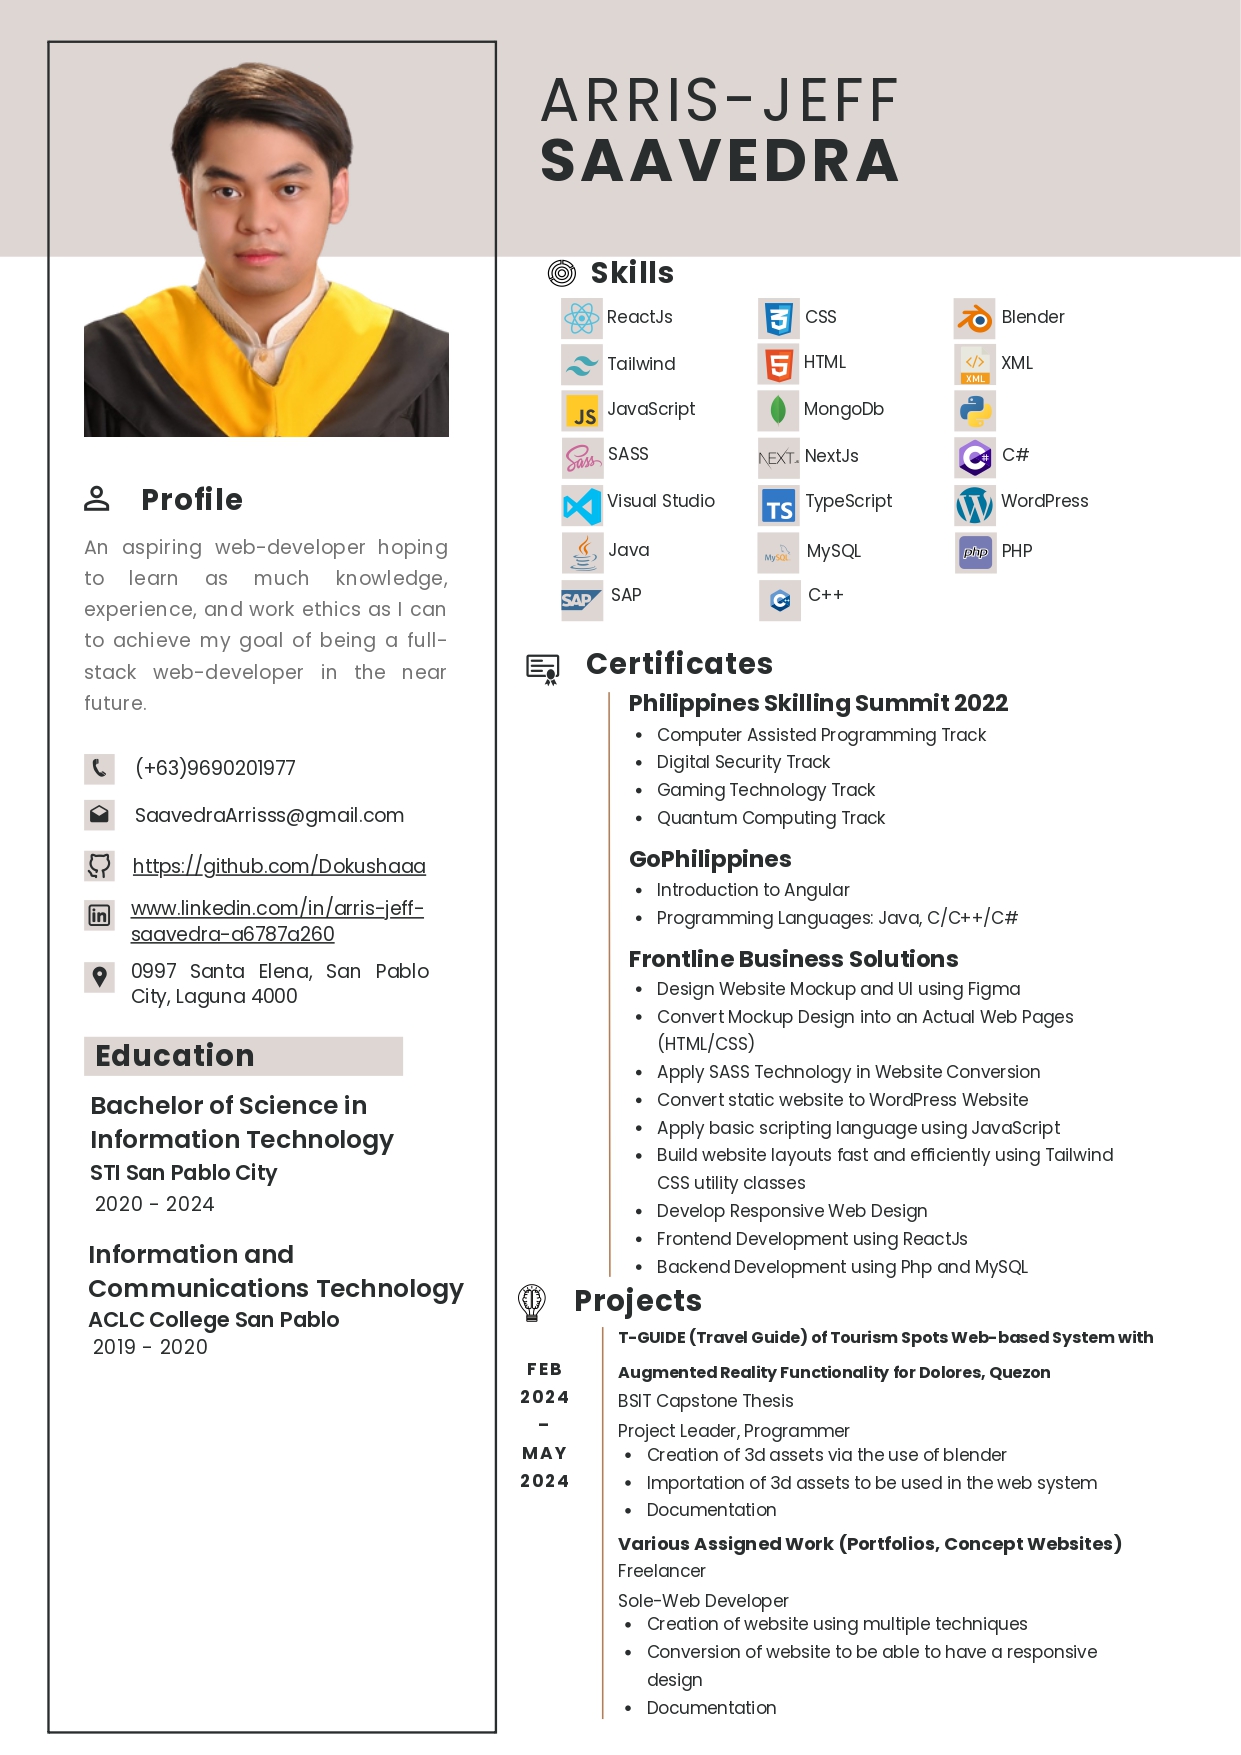 ARRIS-JEFF
SAAVEDRA
Profile
An aspiring web-developer hoping
to learn as much knowledge,
experience, and work ethics as I can
to achieve my goal of being a full-
stack web-developer in the near
future.
(+63)9690201977
SaavedraArrisss@gmail.com
https://github.com/Dokushaaa
www.linkedin.com/in/arris-jeff-
saavedra-a6787a260
0997 Santa Elena, San Pablo
City, Laguna 4000
Education
Bachelor of Science in
Information Technology
STI San Pablo City
2020 - 2024
Information and
Communications Technology
ACLC College San Pablo
2019 - 2020
Skills
ReactJs
CSS
Blender
Tailwind
HTML
XML
XML
JS
JavaScript
MongoDb
Sass
SASS
NEXT
NextJs
C#
Visual Studio
TS
TypeScript
WordPress
Java
MySQL
MySQL
php
PHP
SAP
SAP
C++
Certificates
Philippines Skilling Summit 2022
• Computer Assisted Programming Track
• Digital Security Track
• Gaming Technology Track
• Quantum Computing Track
GoPhilippines
• Introduction to Angular
• Programming Languages: Java, C/C++/C#
Frontline Business Solutions
• Design Website Mockup and UI using Figma
• Convert Mockup Design into an Actual Web Pages
(HTML/CSS)
• Apply SASS Technology in Website Conversion
• Convert static website to WordPress Website
• Apply basic scripting language using JavaScript
• Build website layouts fast and efficiently using Tailwind
CSS utility classes
• Develop Responsive Web Design
• Frontend Development using ReactJs
• Backend Development using Php and MySQL
Projects
FEB
2024
–
MAY
2024
T-GUIDE (Travel Guide) of Tourism Spots Web-based System with
Augmented Reality Functionality for Dolores, Quezon
BSIT Capstone Thesis
Project Leader, Programmer
• Creation of 3d assets via the use of blender
• Importation of 3d assets to be used in the web system
• Documentation
Various Assigned Work (Portfolios, Concept Websites)
Freelancer
Sole-Web Developer
• Creation of website using multiple techniques
• Conversion of website to be able to have a responsive
design
• Documentation